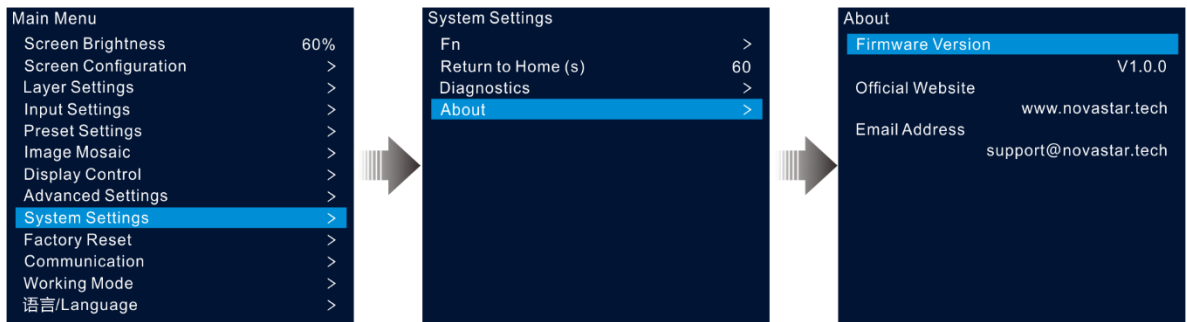 Main Menu
Screen Brightness 60%
Screen Configuration >
Layer Settings >
Input Settings >
Preset Settings >
Image Mosaic >
Display Control >
Advanced Settings >
System Settings >
Factory Reset >
Communication >
Working Mode >
语言/Language >
System Settings
Fn >
Return to Home (s) 60
Diagnostics >
About >
About
Firmware Version
V1.0.0
Official Website
www.novastar.tech
Email Address
support@novastar.tech